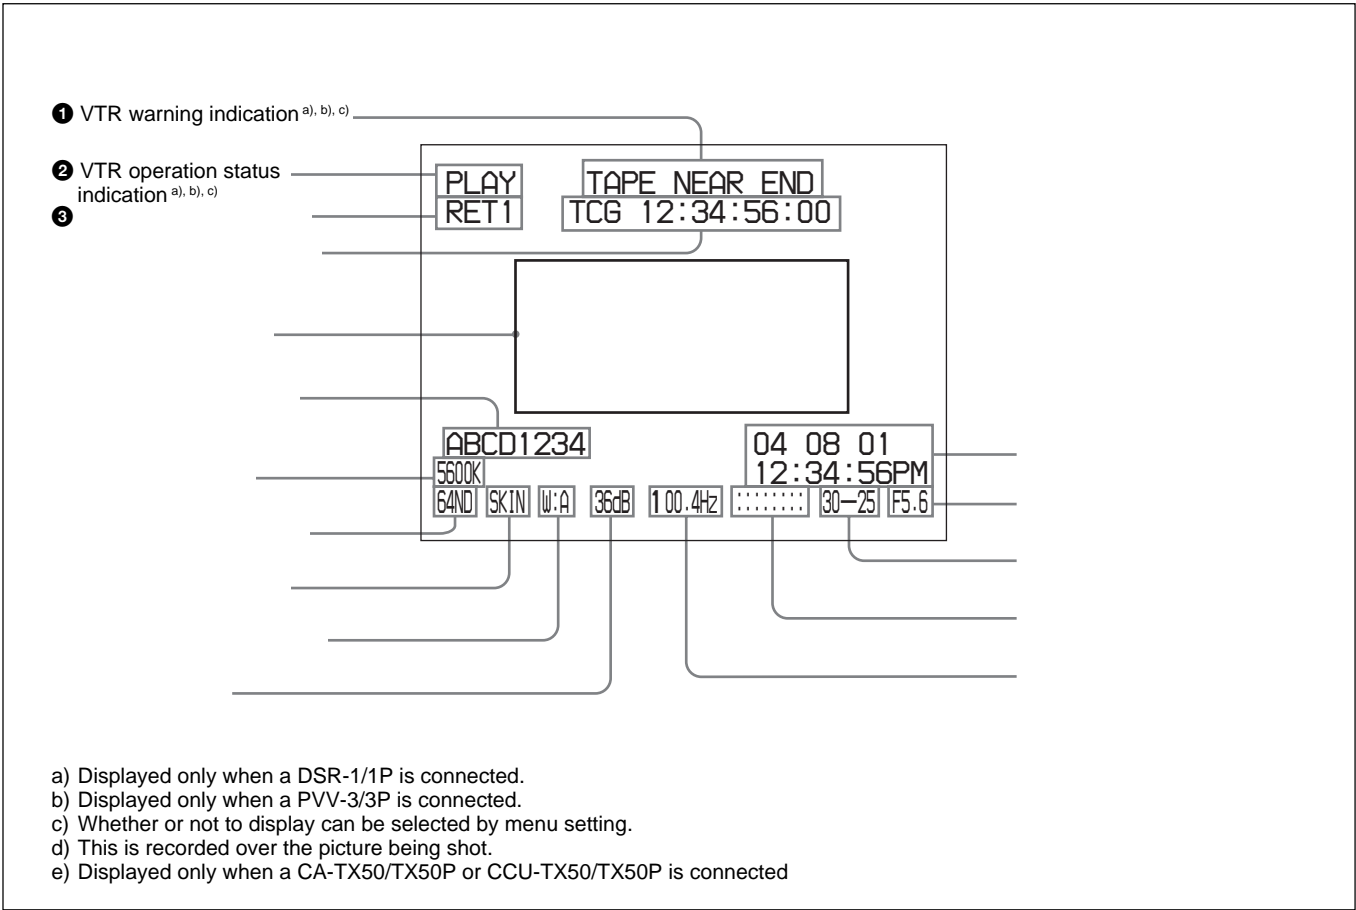 ❶ VTR warning indication a), b), c)
❷ VTR operation status
indication a), b), c)
❸
PLAY
TAPE NEAR END
RET1
TCG 12:34:56:00
ABCD1234
04 08 01
5600K
12:34:56PM
64ND
SKIN
W:A
36dB
100.4Hz
30—25
F5.6
a) Displayed only when a DSR-1/1P is connected.
b) Displayed only when a PVV-3/3P is connected.
c) Whether or not to display can be selected by menu setting.
d) This is recorded over the picture being shot.
e) Displayed only when a CA-TX50/TX50P or CCU-TX50/TX50P is connected